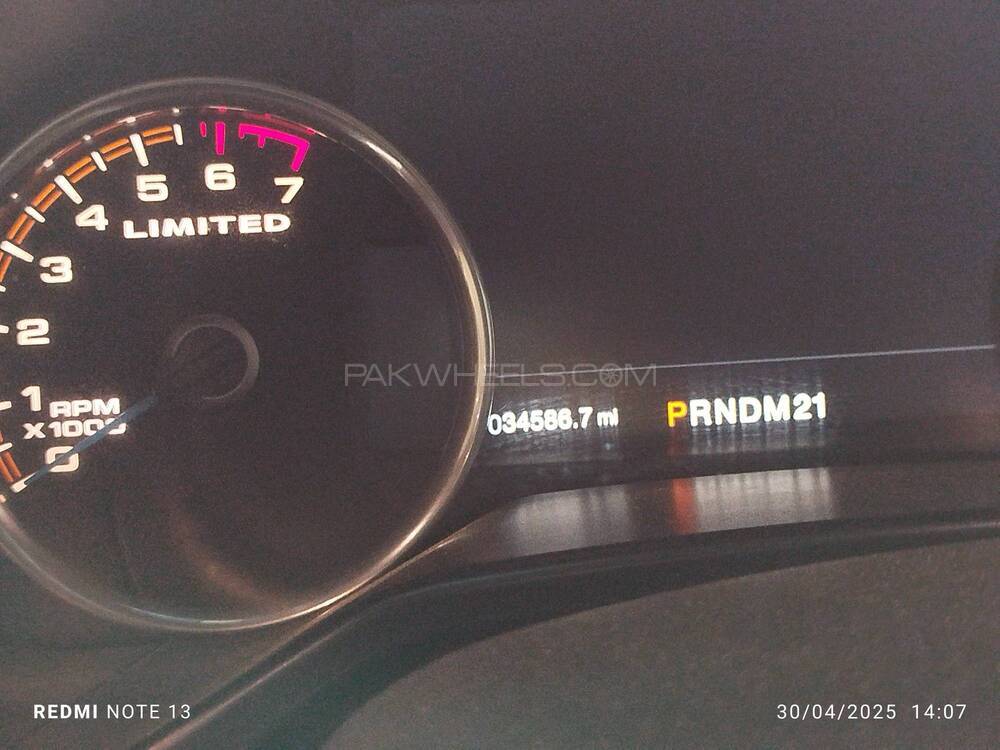 7
6
5
4
LIMITED
3
2
1 RPM
X1000
0
034586.7 mi PRNDM21
PAKWHEELS.COM
REDMI NOTE 13
30/04/2025 14:07